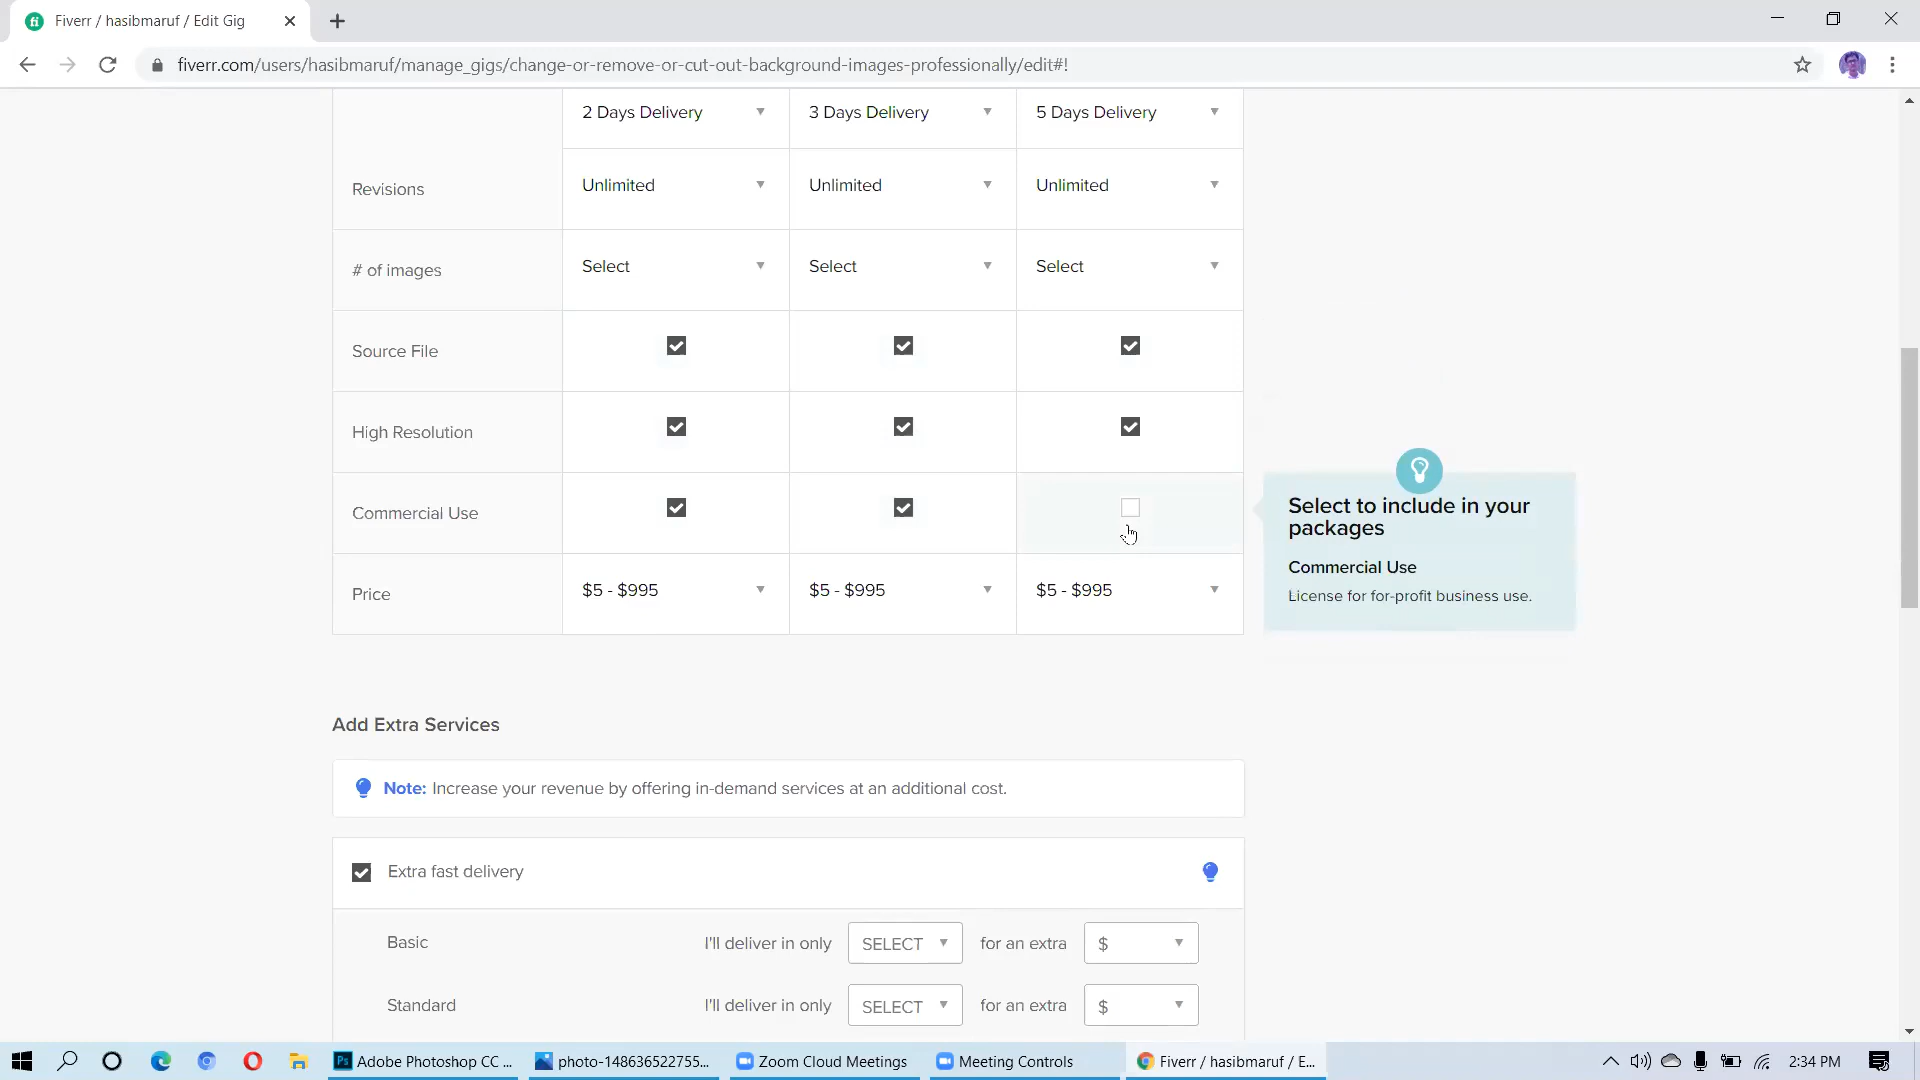 Fiverr / hasibmaruf / Edit Gig
fiverr.com/users/hasibmaruf/manage_gigs/change-or-remove-or-cut-out-background-images-professionally/edit#!
2 Days Delivery 3 Days Delivery 5 Days Delivery
Revisions Unlimited Unlimited Unlimited
# of images Select Select Select
Source File
High Resolution
Commercial Use
Price $5 - $995 $5 - $995 $5 - $995
Select to include in your
packages
Commercial Use
License for for-profit business use.
Add Extra Services
Note: Increase your revenue by offering in-demand services at an additional cost.
Extra fast delivery
Basic I'll deliver in only SELECT for an extra $
Standard I'll deliver in only SELECT for an extra $
Adobe Photoshop CC ... photo-148636522755... Zoom Cloud Meetings Meeting Controls Fiverr / hasibmaruf / E... 2:34 PM